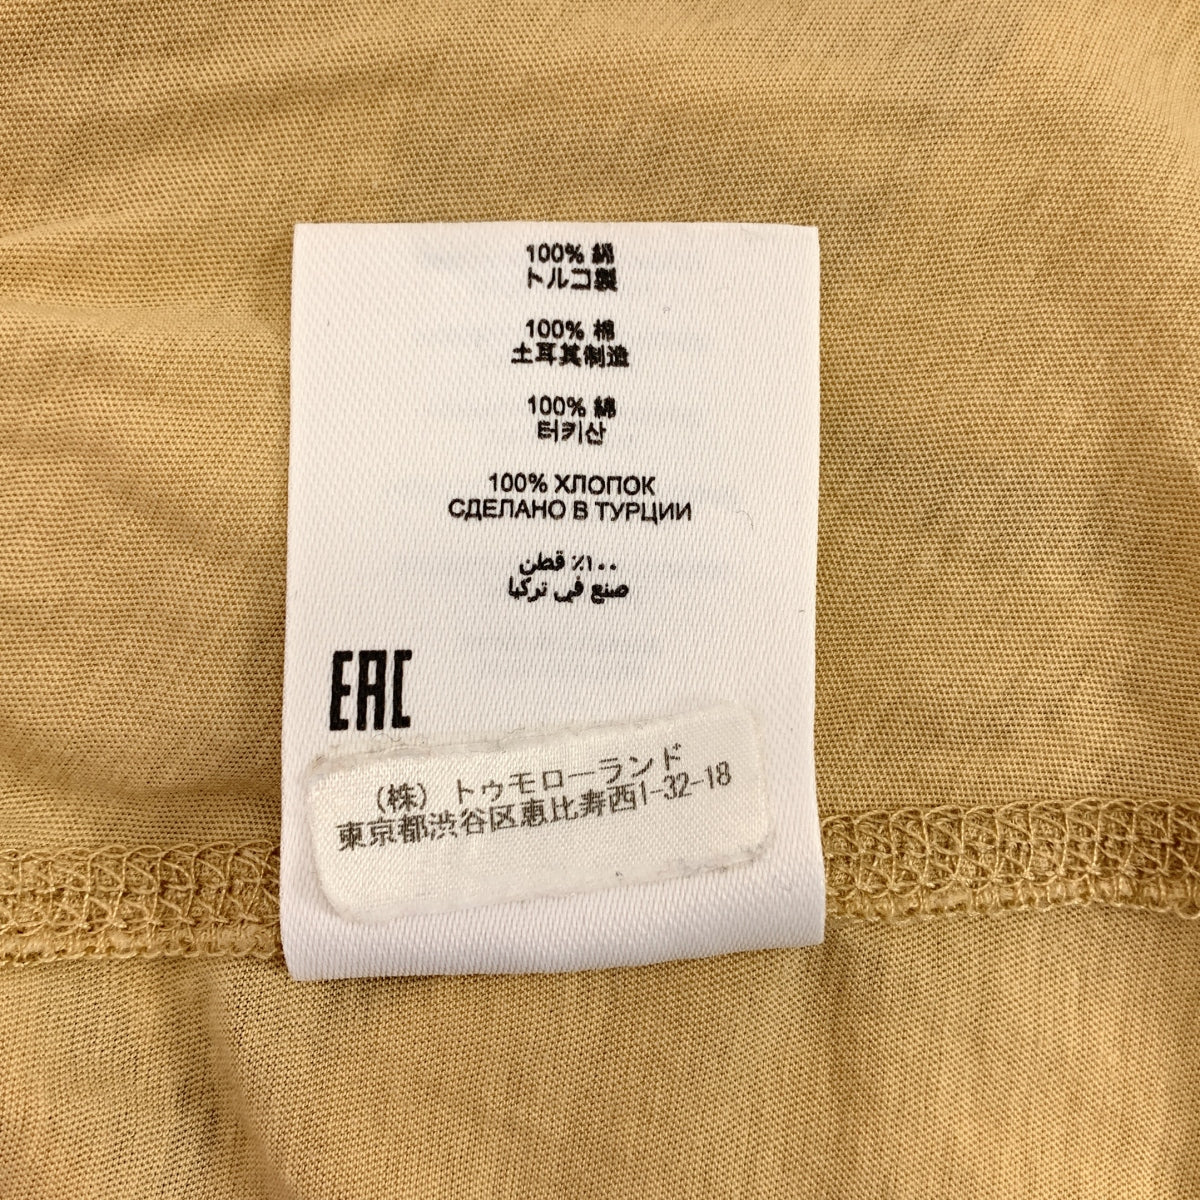 100% 綿
トルコ製
100% 棉
土耳其制造
100% 綿
터키산
100% ХЛОПОК
СДЕЛАНО В ТУРЦИИ
١٠٠٪ قطن
صنع في تركيا
EAC
(株) トゥモローランド
東京都渋谷区恵比寿西1-32-18